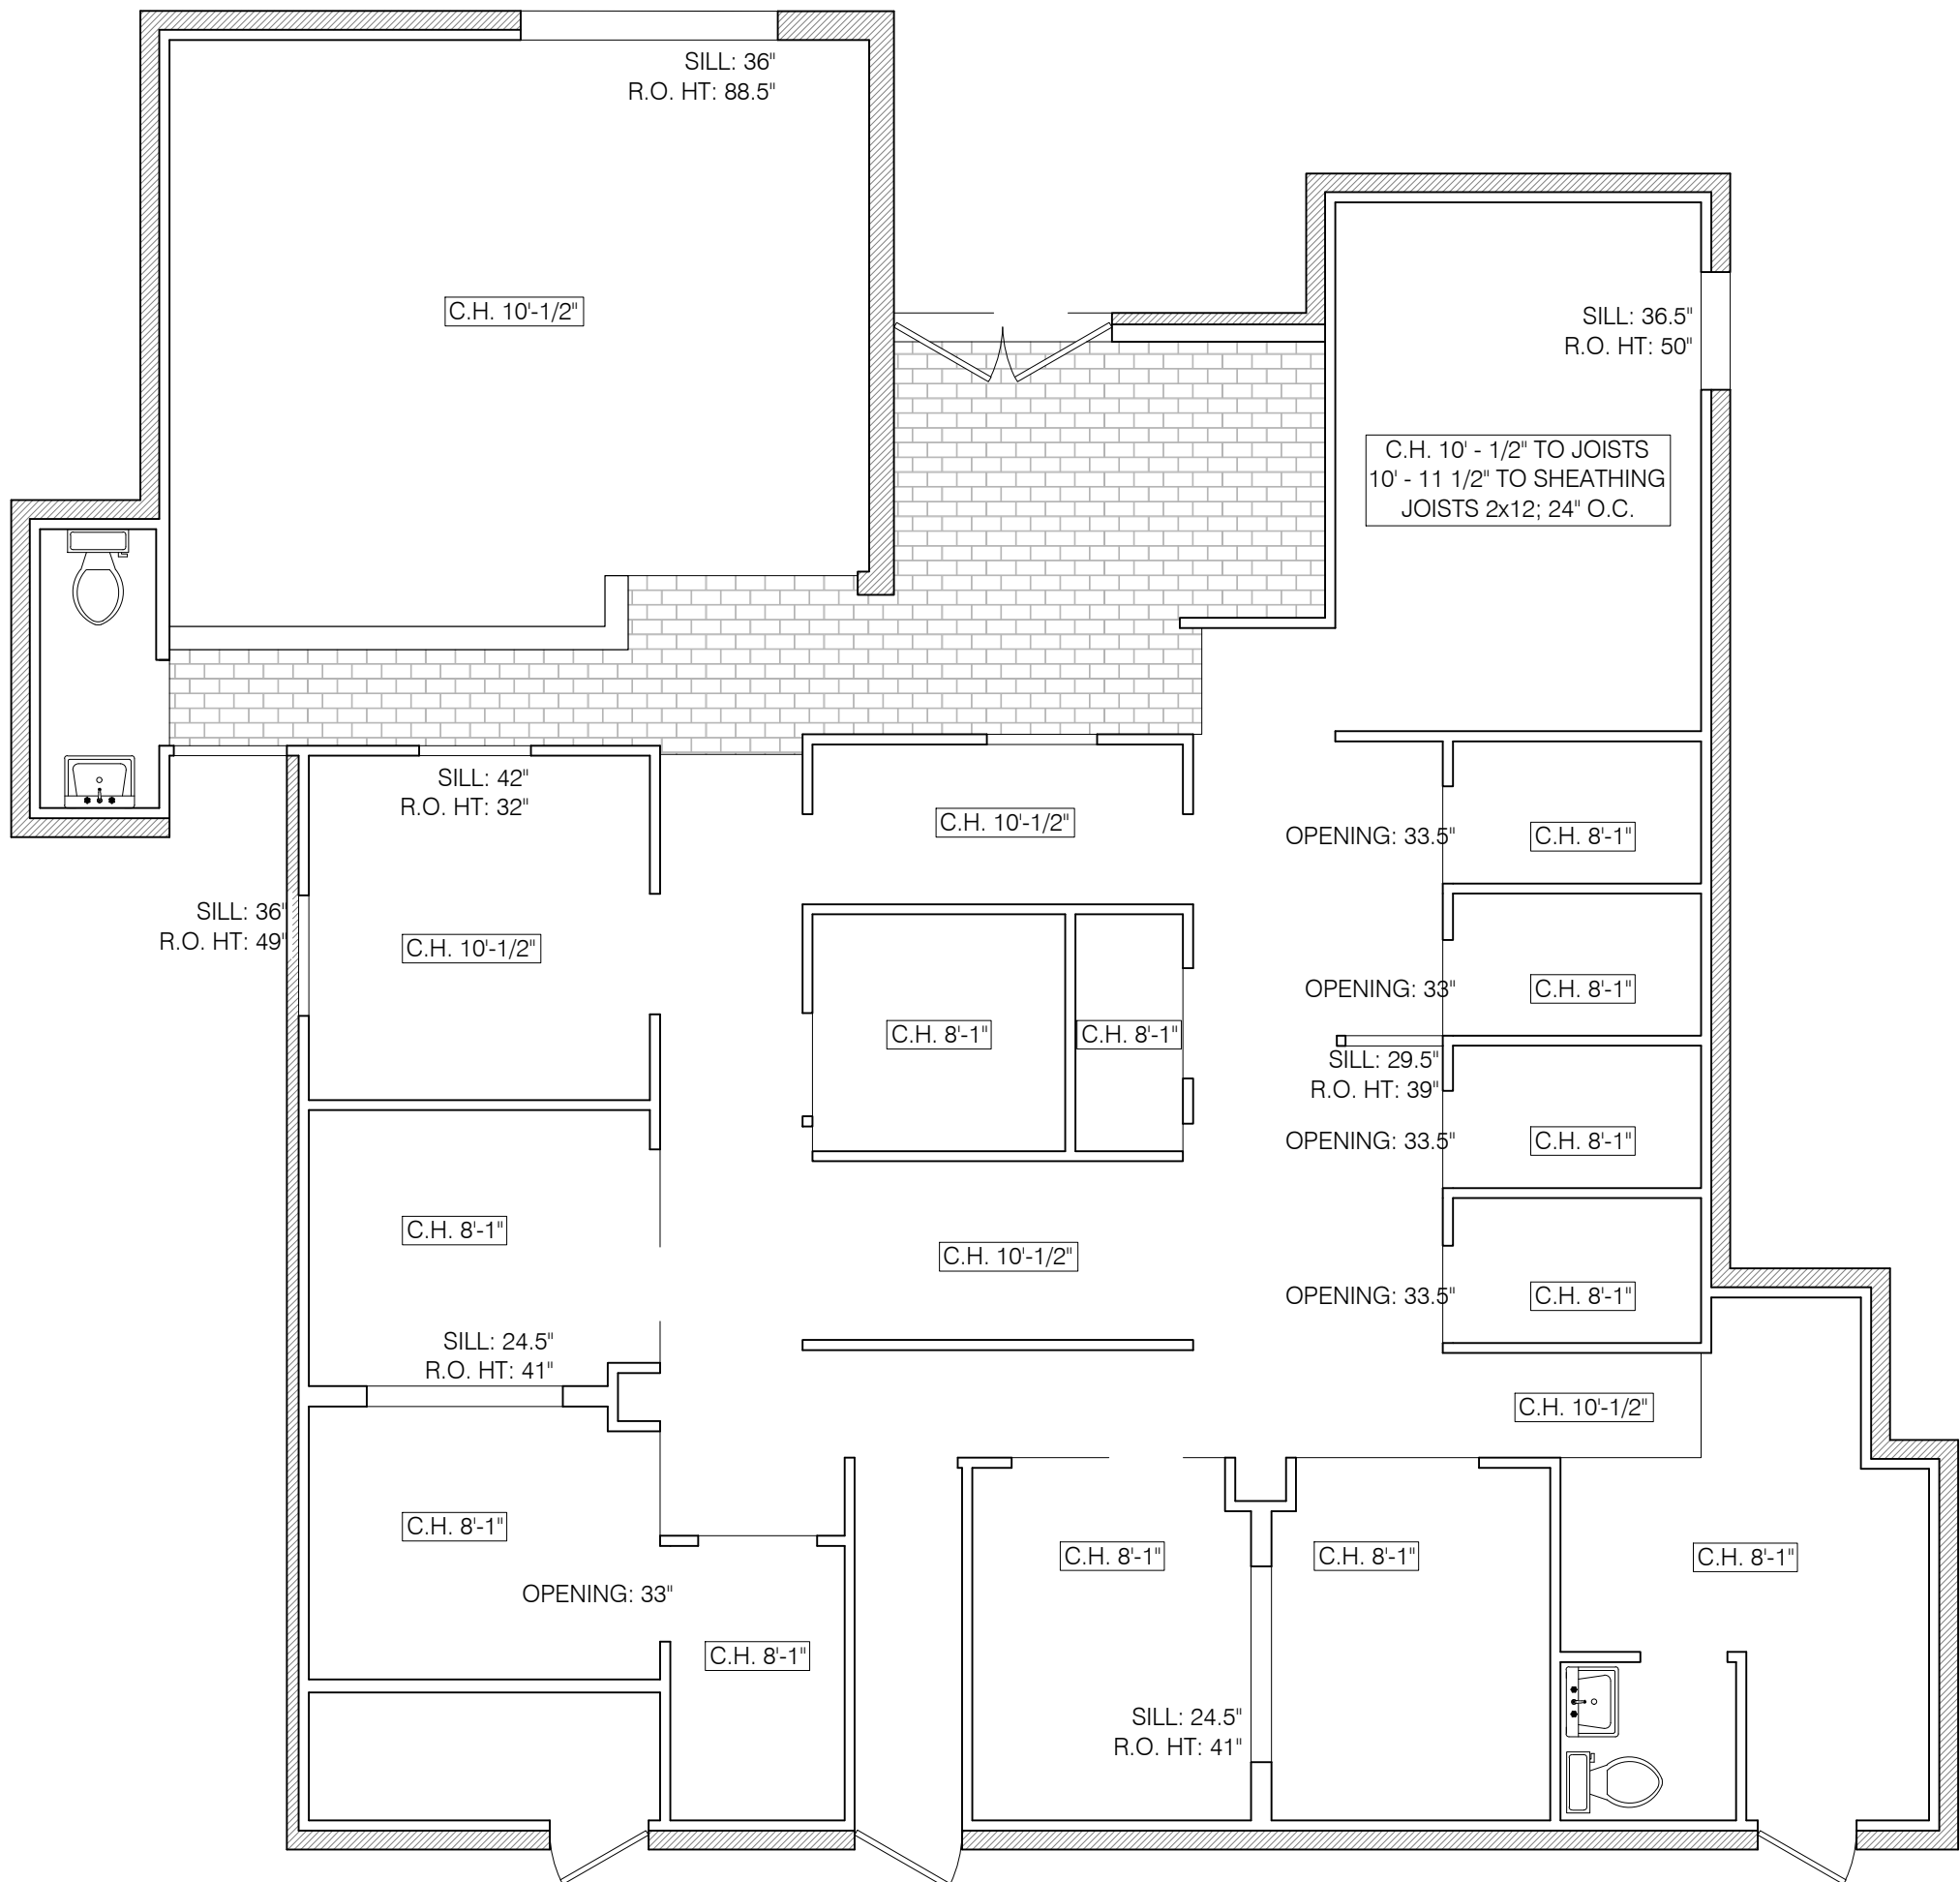 SILL: 36"
R.O. HT: 88.5"
C.H. 10'-1/2"
SILL: 36.5"
R.O. HT: 50"
C.H. 10' - 1/2" TO JOISTS
10' - 11 1/2" TO SHEATHING
JOISTS 2x12; 24" O.C.
SILL: 42"
R.O. HT: 32"
C.H. 10'-1/2"
OPENING: 33.5"
C.H. 8'-1"
SILL: 36"
R.O. HT: 49"
C.H. 10'-1/2"
OPENING: 33"
C.H. 8'-1"
C.H. 8'-1"
C.H. 8'-1"
SILL: 29.5"
R.O. HT: 39"
OPENING: 33.5"
C.H. 8'-1"
C.H. 8'-1"
C.H. 10'-1/2"
OPENING: 33.5"
C.H. 8'-1"
SILL: 24.5"
R.O. HT: 41"
C.H. 10'-1/2"
C.H. 8'-1"
C.H. 8'-1"
C.H. 8'-1"
C.H. 8'-1"
OPENING: 33"
C.H. 8'-1"
SILL: 24.5"
R.O. HT: 41"